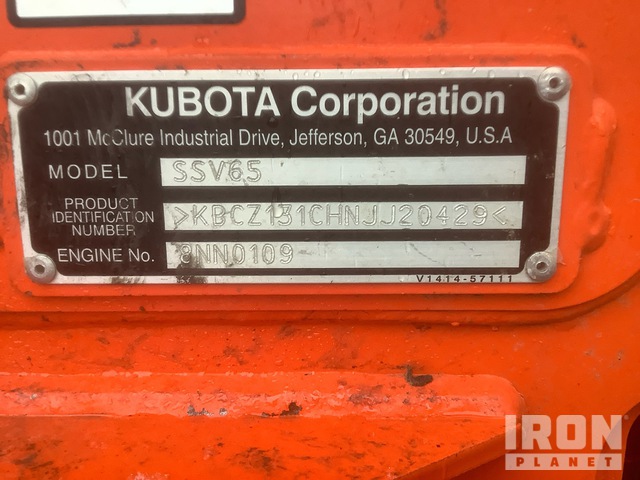 KUBOTA Corporation
1001 McClure Industrial Drive, Jefferson, GA 30549, U.S.A
MODEL SSV65
PRODUCT IDENTIFICATION NUMBER >KBCZ131CHNJJ20429<
ENGINE No. 8NN0109
V1414-57111
IRON
PLANET